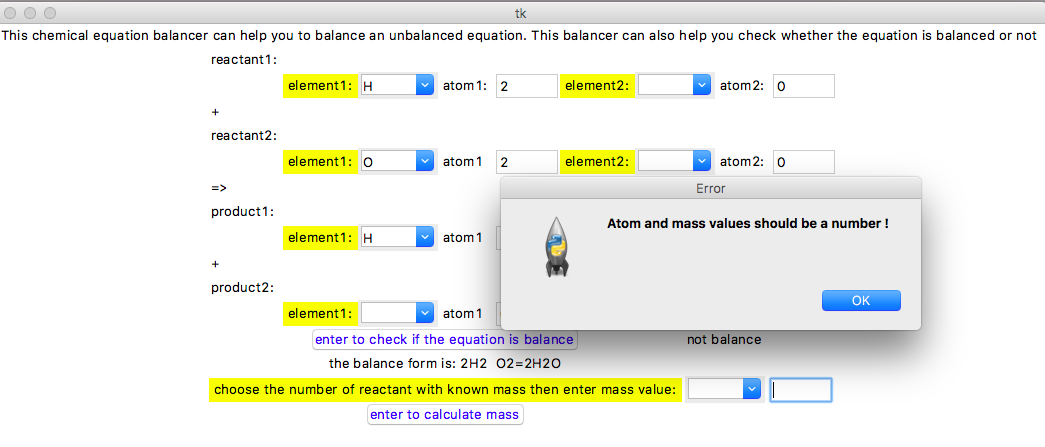 tk
This chemical equation balancer can help you to balance an unbalanced equation. This balancer can also help you check whether the equation is balanced or not
reactant1:
element1: H atom1: 2 element2: atom2: 0
+
reactant2:
element1: O atom1 2 element2: atom2: 0
=>
Error
product1:
Atom and mass values should be a number !
element1: H atom1
+
product2:
OK
element1: atom1
enter to check if the equation is balance not balance
the balance form is: 2H2 O2=2H2O
choose the number of reactant with known mass then enter mass value:
enter to calculate mass